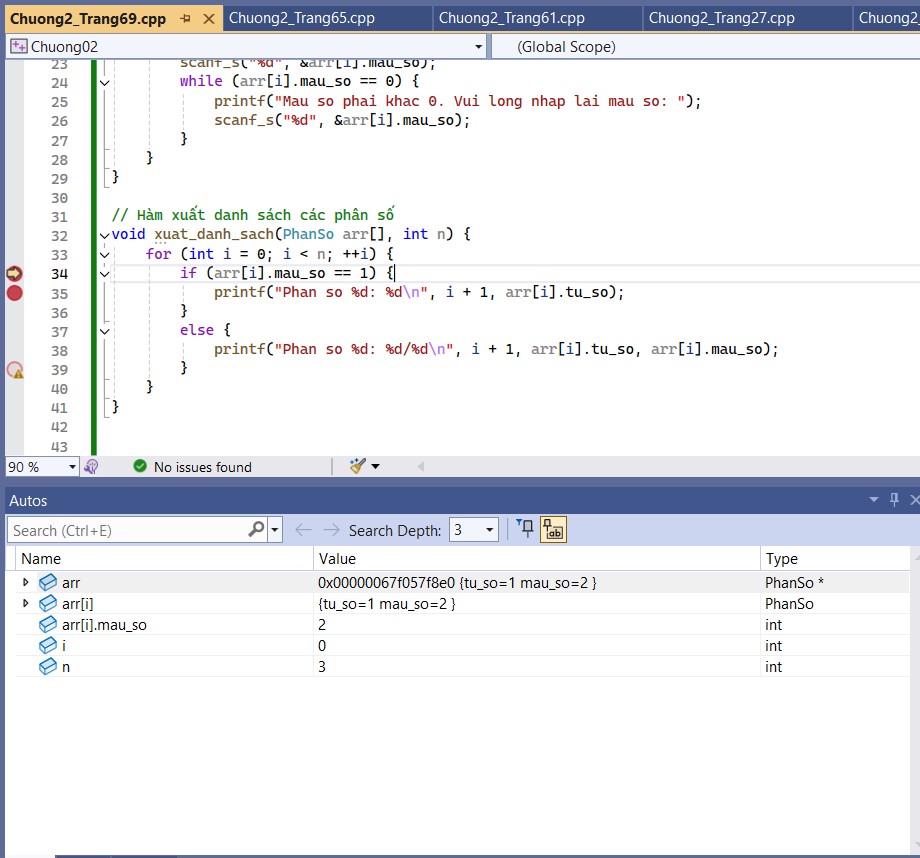 Chuong2_Trang69.cpp Chuong2_Trang65.cpp Chuong2_Trang61.cpp Chuong2_Trang27.cpp Chuong2_
Chuong02 (Global Scope)
23 scanf_s("%d", &arr[i].mau_so);
24 while (arr[i].mau_so == 0) {
25 printf("Mau so phai khac 0. Vui long nhap lai mau so: ");
26 scanf_s("%d", &arr[i].mau_so);
27 }
28 }
29 }
30
31 // Hàm xuất danh sách các phân số
32 void xuat_danh_sach(PhanSo arr[], int n) {
33 for (int i = 0; i < n; ++i) {
34 if (arr[i].mau_so == 1) {
35 printf("Phan so %d: %d\n", i + 1, arr[i].tu_so);
36 }
37 else {
38 printf("Phan so %d: %d/%d\n", i + 1, arr[i].tu_so, arr[i].mau_so);
39 }
40 }
41 }
42
43
90 % No issues found
Autos
Search (Ctrl+E) Search Depth: 3
Name Value Type
arr 0x00000067f057f8e0 {tu_so=1 mau_so=2 } PhanSo *
arr[i] {tu_so=1 mau_so=2 } PhanSo
arr[i].mau_so 2 int
i 0 int
n 3 int